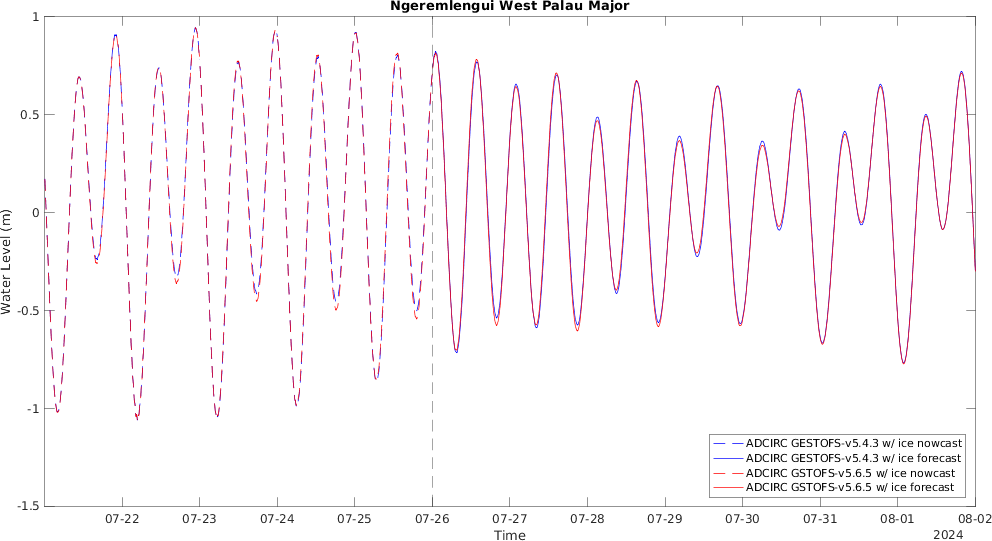 Ngeremlengui West Palau Major
Water Level (m)
1
0.5
0
-0.5
-1
-1.5
07-22 07-23 07-24 07-25 07-26 07-27 07-28 07-29 07-30 07-31 08-01 08-02
Time
2024
ADCIRC GESTOFS-v5.4.3 w/ ice nowcast
ADCIRC GESTOFS-v5.4.3 w/ ice forecast
ADCIRC GSTOFS-v5.6.5 w/ ice nowcast
ADCIRC GSTOFS-v5.6.5 w/ ice forecast